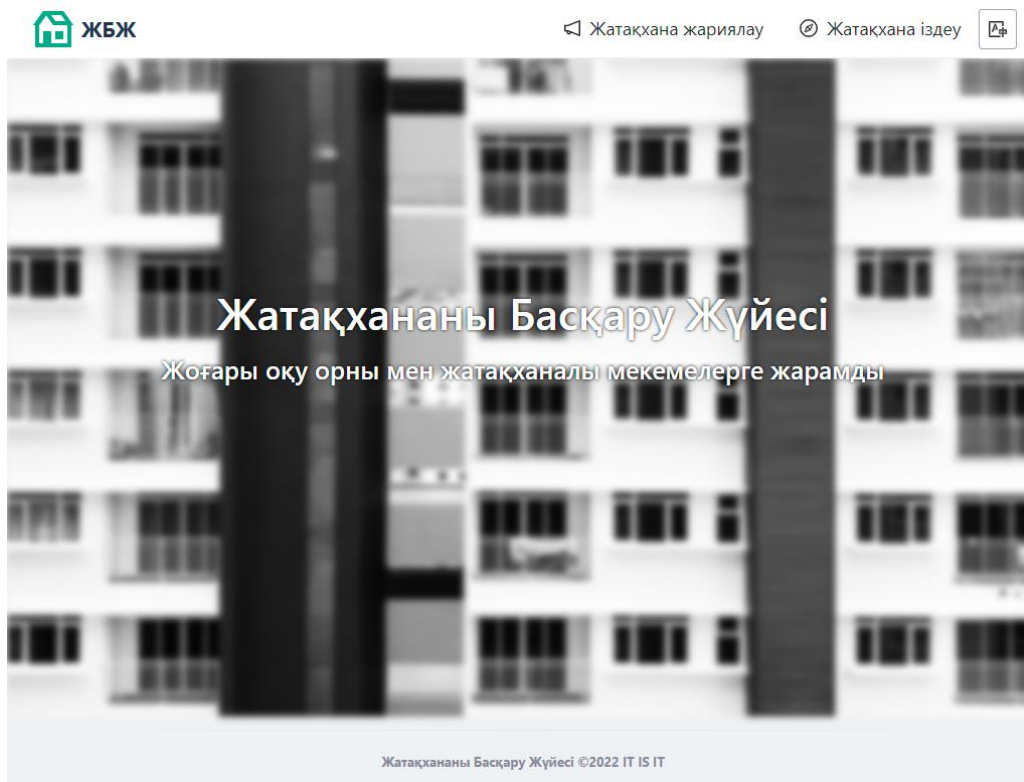 ЖБЖ
Жатақхана жариялау
Жатақхана іздеу
Жатақхананы Басқару Жүйесі
Жоғары оқу орны мен жатақханалы мекемелерге жарамды
Жатақхананы Басқару Жүйесі ©2022 IT IS IT